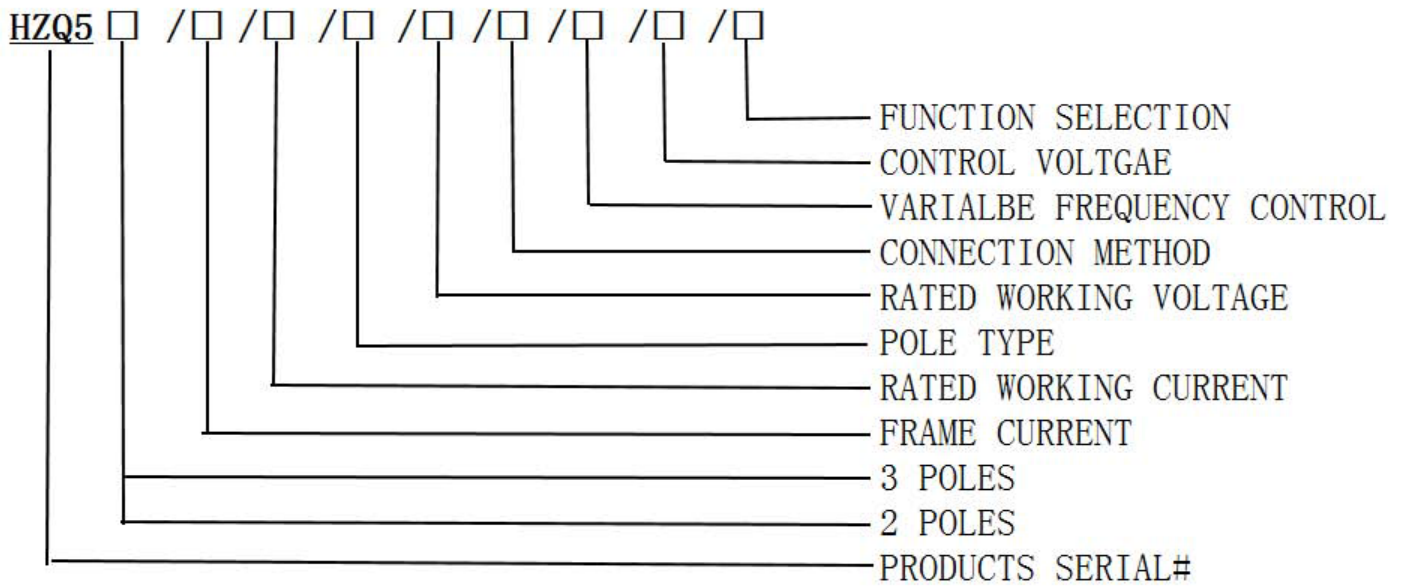 HZQ5□ /□ /□ /□ /□ /□ /□ /□ /□
FUNCTION SELECTION
CONTROL VOLTGAE
VARIALBE FREQUENCY CONTROL
CONNECTION METHOD
RATED WORKING VOLTAGE
POLE TYPE
RATED WORKING CURRENT
FRAME CURRENT
3 POLES
2 POLES
PRODUCTS SERIAL#